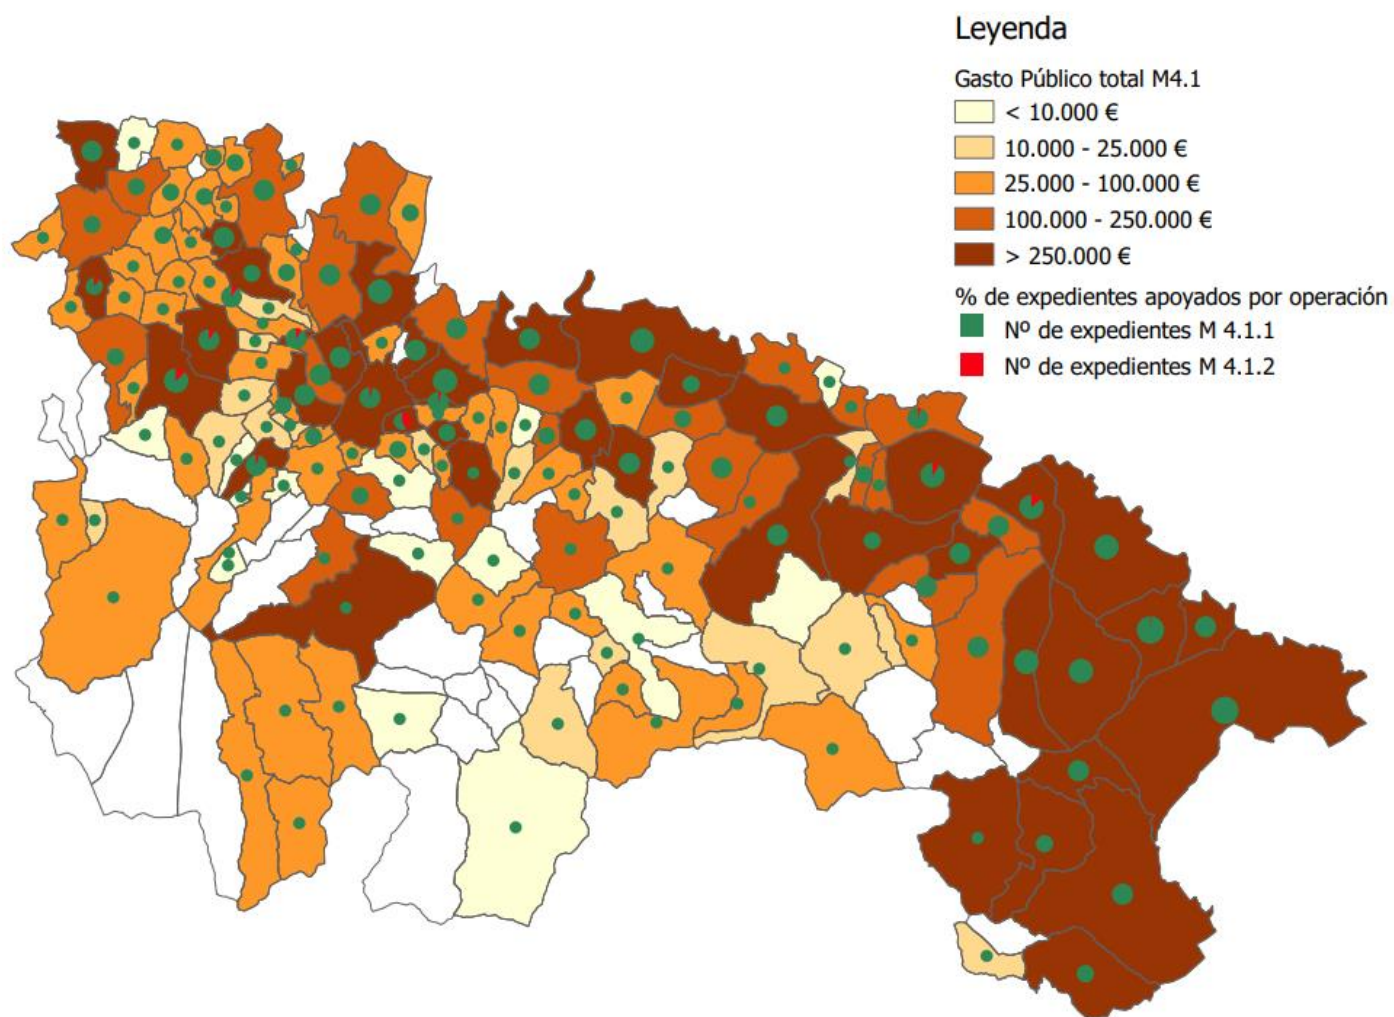 Leyenda
Gasto Público total M4.1
< 10.000 €
10.000 - 25.000 €
25.000 - 100.000 €
100.000 - 250.000 €
> 250.000 €
% de expedientes apoyados por operación
Nº de expedientes M 4.1.1
Nº de expedientes M 4.1.2